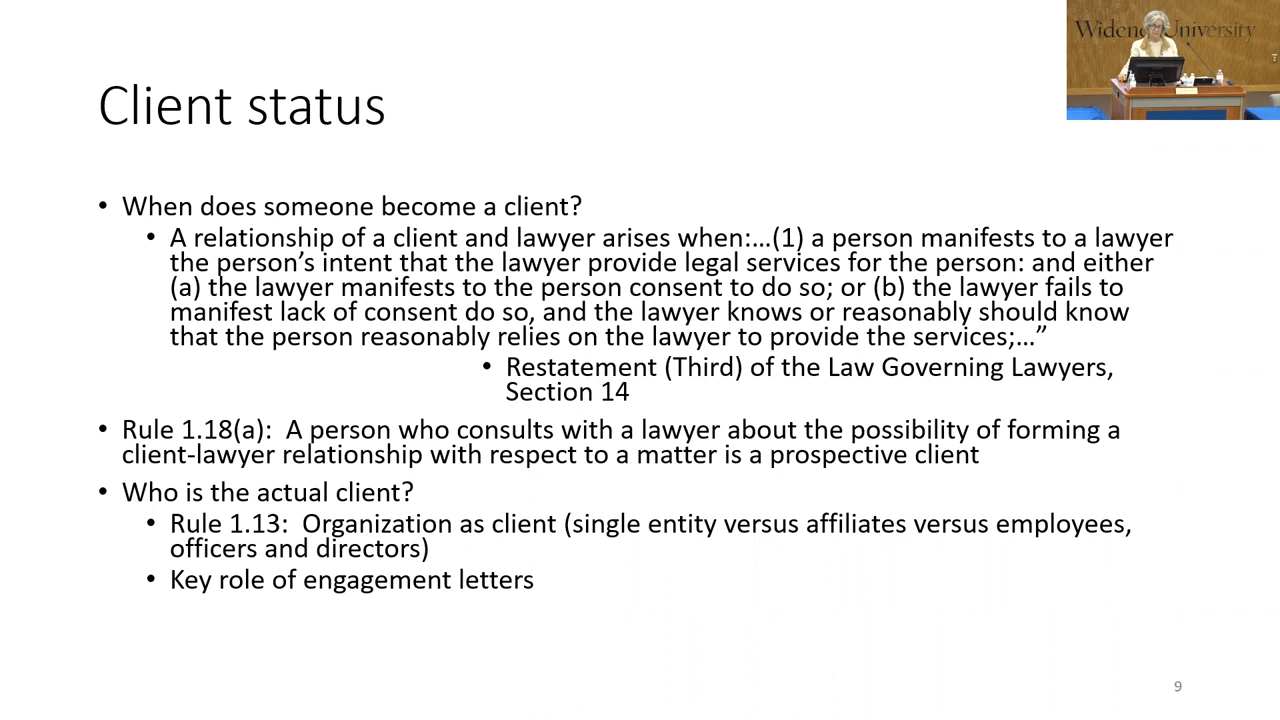 Widener University
Client status
• When does someone become a client?
• A relationship of a client and lawyer arises when:…(1) a person manifests to a lawyer
the person’s intent that the lawyer provide legal services for the person: and either
(a) the lawyer manifests to the person consent to do so; or (b) the lawyer fails to
manifest lack of consent do so, and the lawyer knows or reasonably should know
that the person reasonably relies on the lawyer to provide the services;…”
• Restatement (Third) of the Law Governing Lawyers,
Section 14
• Rule 1.18(a): A person who consults with a lawyer about the possibility of forming a
client-lawyer relationship with respect to a matter is a prospective client
• Who is the actual client?
• Rule 1.13: Organization as client (single entity versus affiliates versus employees,
officers and directors)
• Key role of engagement letters
9